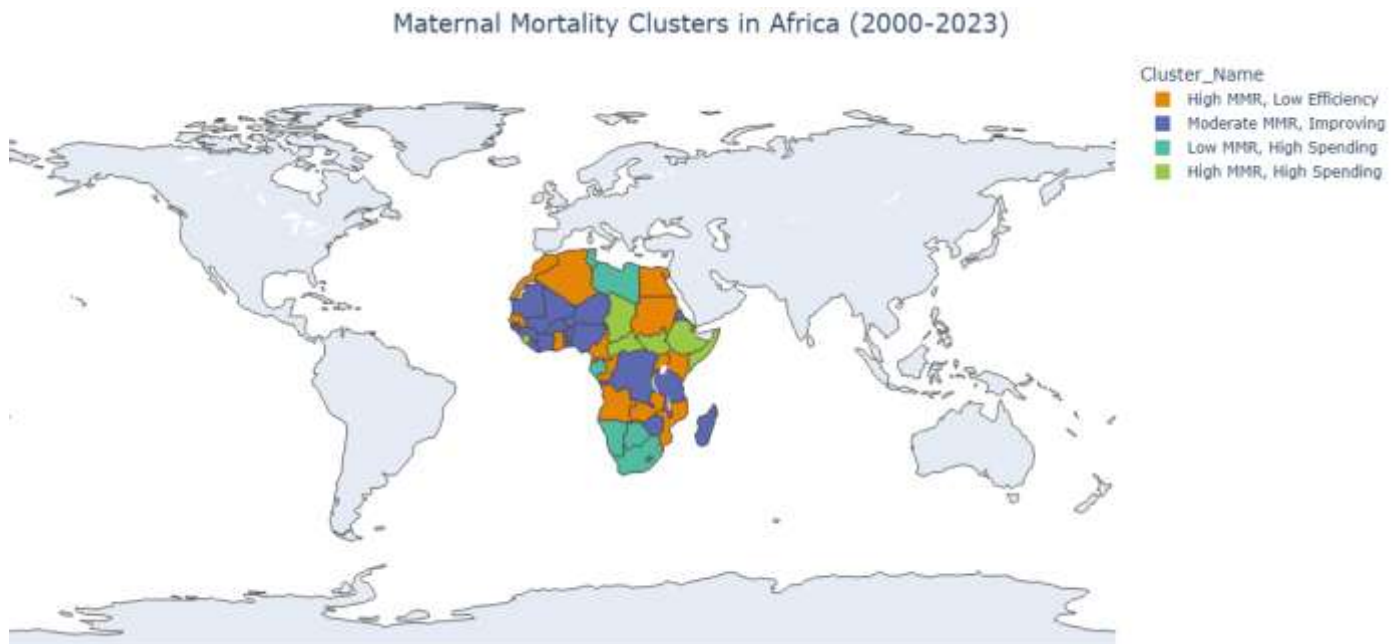 Maternal Mortality Clusters in Africa (2000-2023)
Cluster_Name
High MMR, Low Efficiency
Moderate MMR, Improving
Low MMR, High Spending
High MMR, High Spending